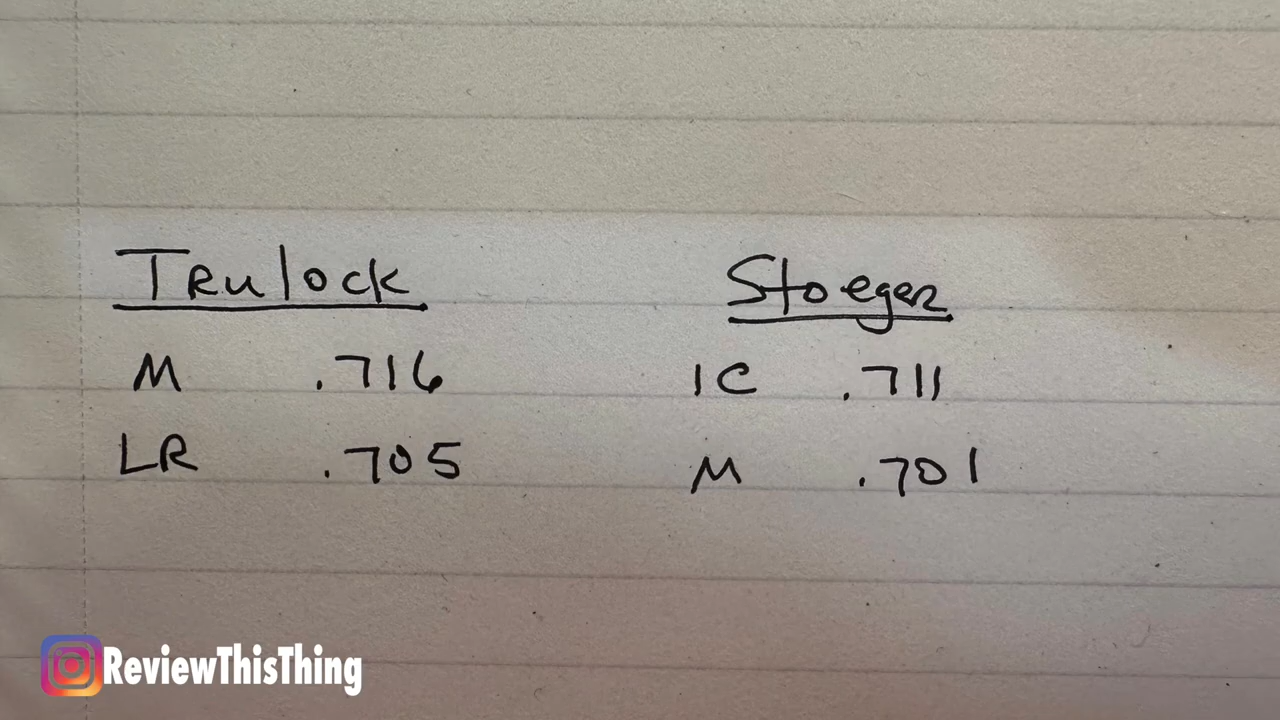 Trulock
M .716
LR .705
Stoeger
IC .711
M .701
ReviewThisThing